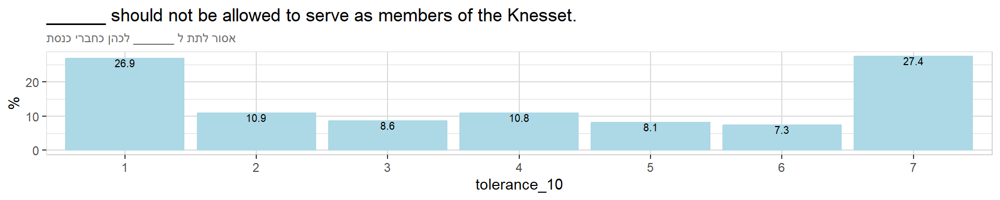 ______ should not be allowed to serve as members of the Knesset.
אסור לתת ל ______ לכהן כחברי כנסת
%
20
10
0
26.9
10.9
8.6
10.8
8.1
7.3
27.4
1 2 3 4 5 6 7
tolerance_10